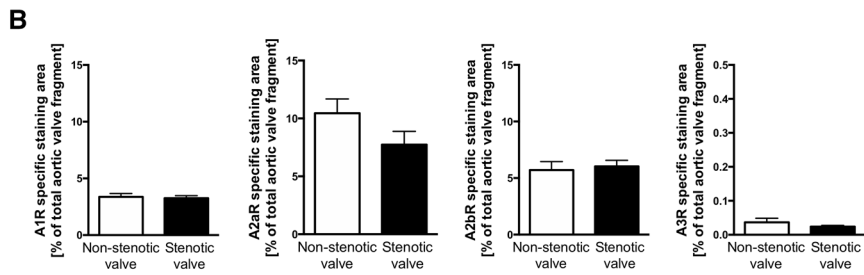 B
A1R specific staining area
[% of total aortic valve fragment]
15
10
5
0
Non-stenotic valve
Stenotic valve
A2aR specific staining area
[% of total aortic valve fragment]
15
10
5
0
Non-stenotic valve
Stenotic valve
A2bR specific staining area
[% of total aortic valve fragment]
15
10
5
0
Non-stenotic valve
Stenotic valve
A3R specific staining area
[% of total aortic valve fragment]
0.5
0.4
0.3
0.2
0.1
0.0
Non-stenotic valve
Stenotic valve